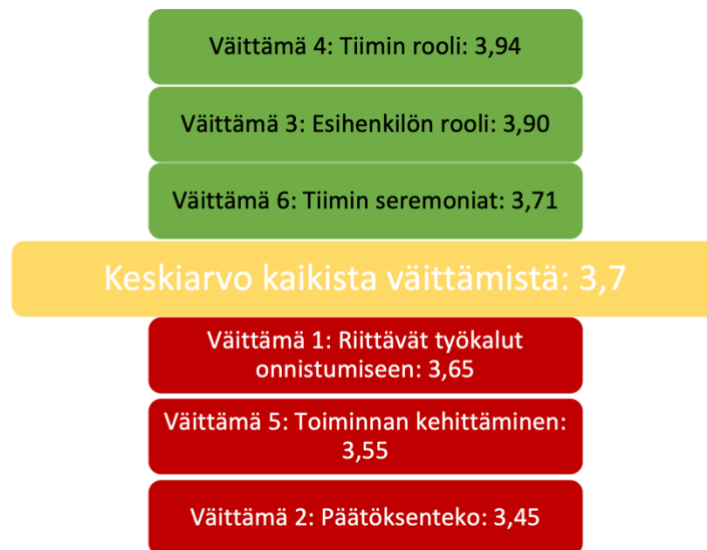 Väittämä 4: Tiimin rooli: 3,94
Väittämä 3: Esihenkilön rooli: 3,90
Väittämä 6: Tiimin seremoniat: 3,71
Keskiarvo kaikista väittämistä: 3,7
Väittämä 1: Riittävät työkalut
onnistumiseen: 3,65
Väittämä 5: Toiminnan kehittäminen:
3,55
Väittämä 2: Päätöksenteko: 3,45